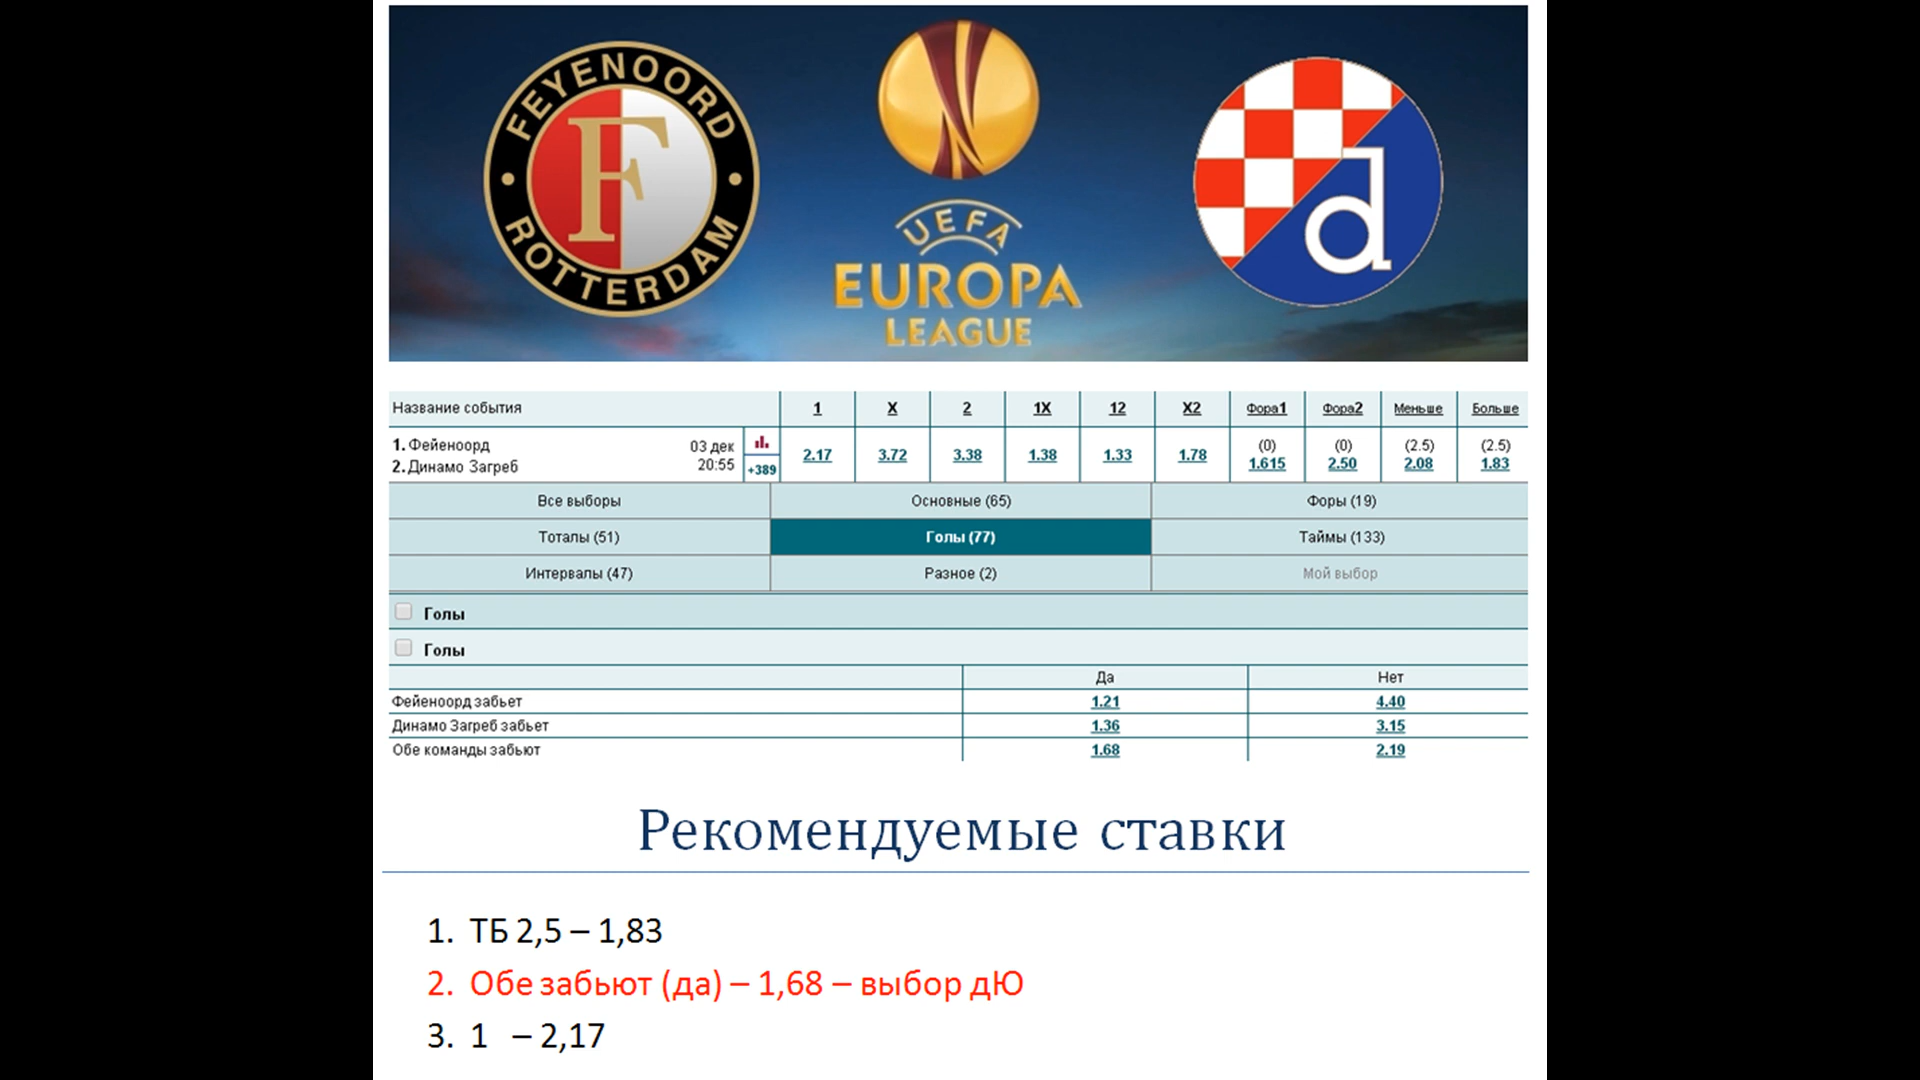 FEYENOORD
F
ROTTERDAM
UEFA
EUROPA
LEAGUE
d
Название события 1 X 2 1X 12 X2 Фора1 Фора2 Меньше Больше
1. Фейеноорд 03 дек (0) (0) (2.5) (2.5)
2. Динамо Загреб 20:55 +389 2.17 3.72 3.38 1.38 1.33 1.78 1.615 2.50 2.08 1.83
Все выборы Основные (65) Форы (19)
Тоталы (51) Голы (77) Таймы (133)
Интервалы (47) Разное (2) Мой выбор
Голы
Голы
Да Нет
Фейеноорд забьет 1.21 4.40
Динамо Загреб забьет 1.36 3.15
Обе команды забьют 1.68 2.19
Рекомендуемые ставки
1. ТБ 2,5 – 1,83
2. Обе забьют (да) – 1,68 – выбор дЮ
3. 1 – 2,17